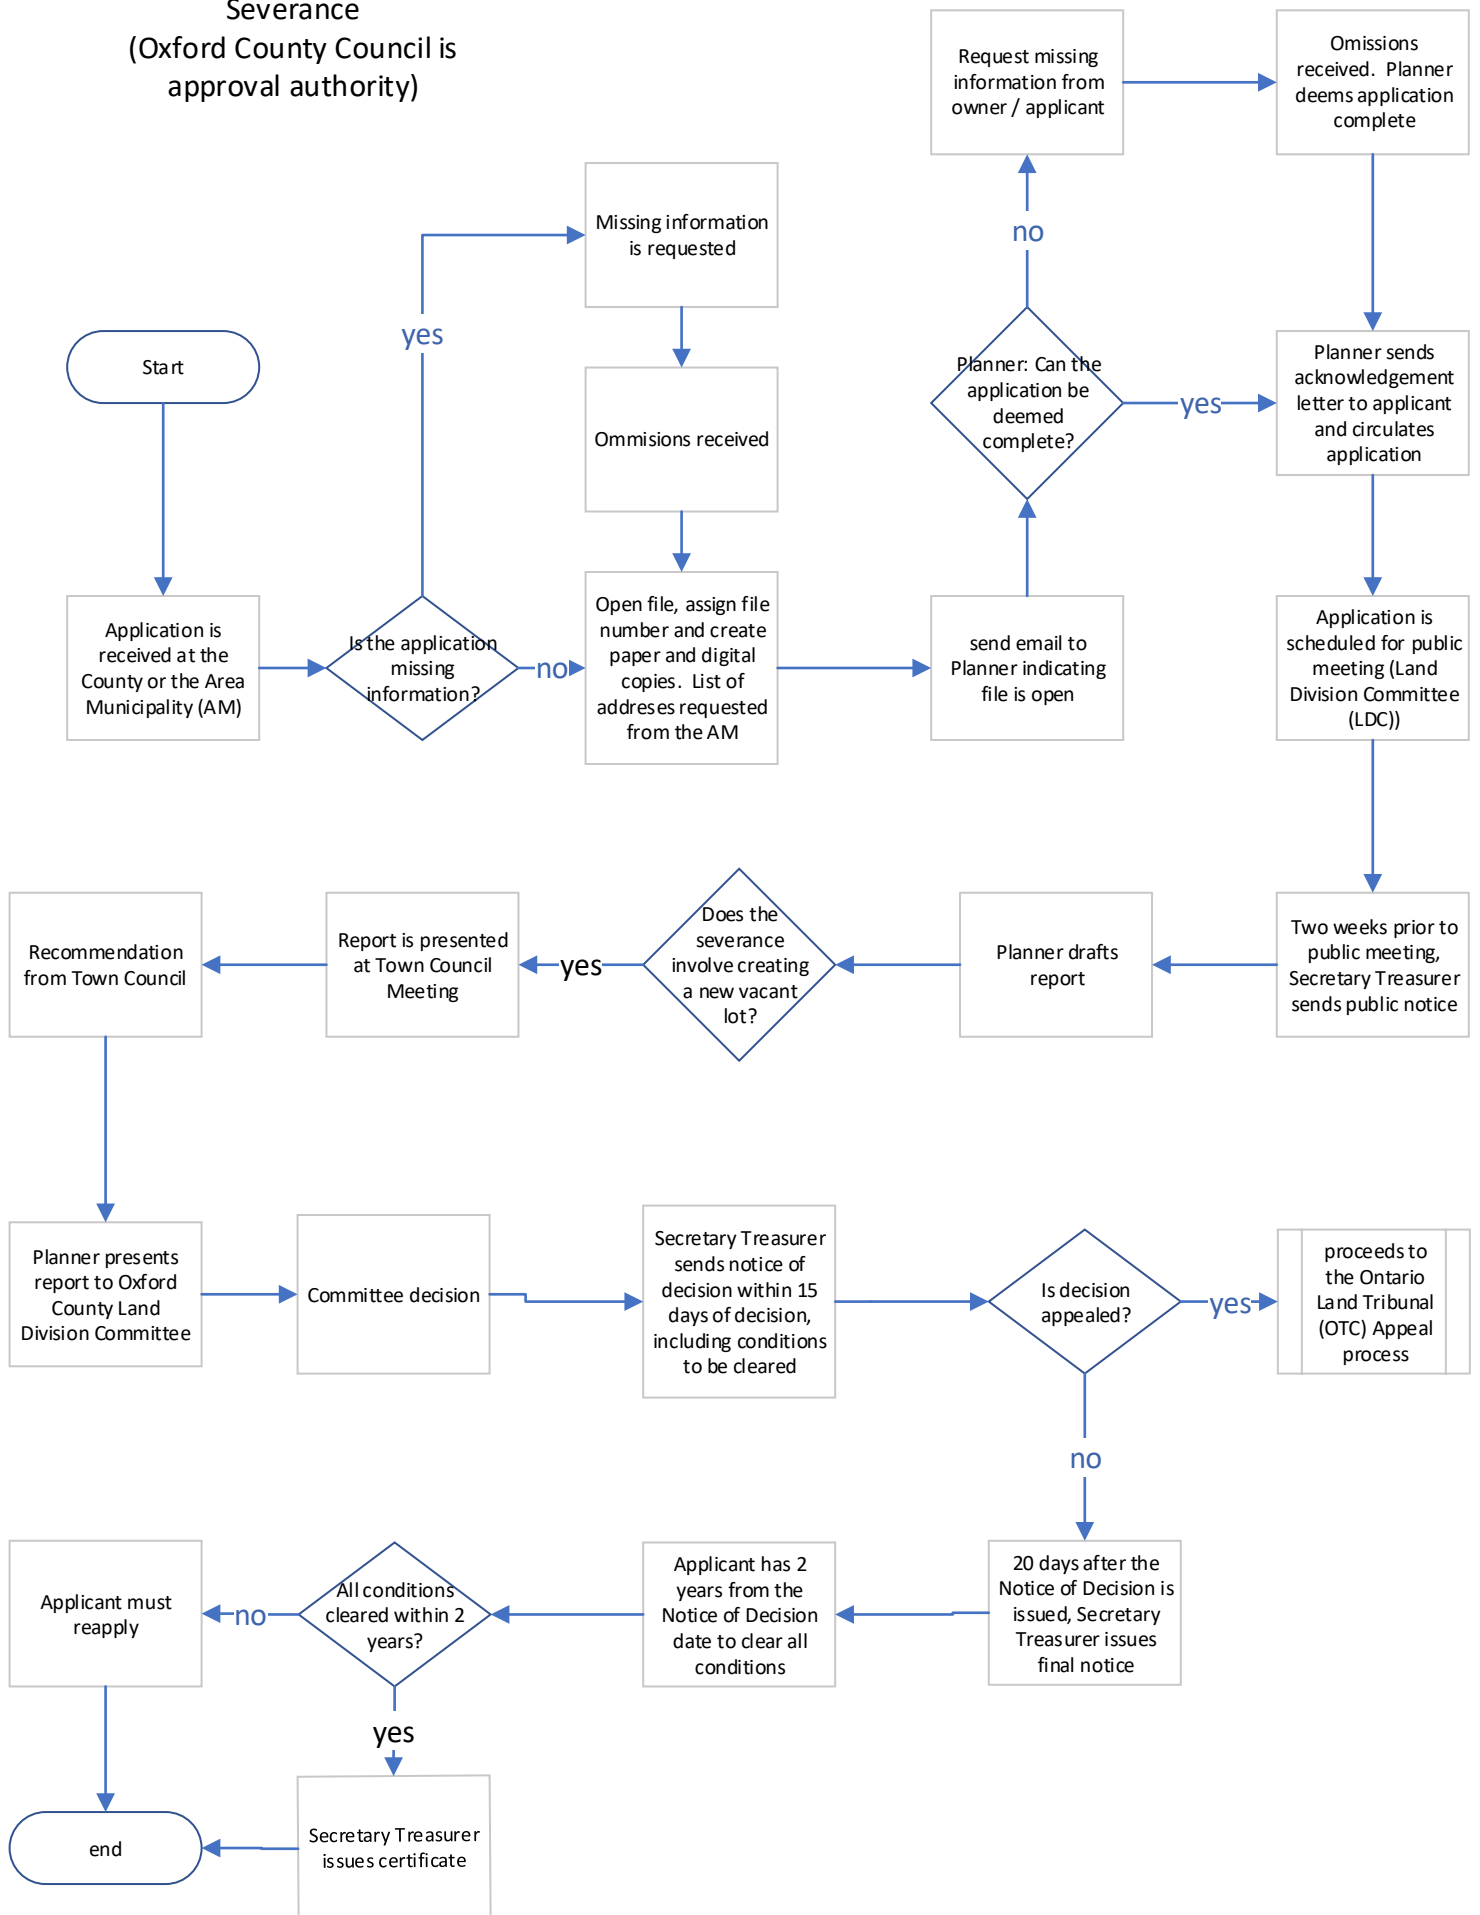 Severance
(Oxford County Council is
approval authority)
Request missing
information from
owner / applicant
Omissions
received.  Planner
deems application
complete
no
Missing information
is requested
yes
Start
Ommisions received
Planner: Can the
application be
deemed
complete?
yes
Planner sends
acknowledgement
letter to applicant
and circulates
application
Application is
received at the
County or the Area
Municipality (AM)
Is the application
missing
information?
no
Open file, assign file
number and create
paper and digital
copies.  List of
addreses requested
from the AM
send email to
Planner indicating
file is open
Application is
scheduled for public
meeting (Land
Division Committee
(LDC))
Two weeks prior to
public meeting,
Secretary Treasurer
sends public notice
Planner drafts
report
Does the
severance
involve creating
a new vacant
lot?
yes
Report is presented
at Town Council
Meeting
Recommendation
from Town Council
Planner presents
report to Oxford
County Land
Division Committee
Committee decision
Secretary Treasurer
sends notice of
decision within 15
days of decision,
including conditions
to be cleared
Is decision
appealed?
yes
proceeds to
the Ontario
Land Tribunal
(OTC) Appeal
process
no
20 days after the
Notice of Decision is
issued, Secretary
Treasurer issues
final notice
Applicant has 2
years from the
Notice of Decision
date to clear all
conditions
All conditions
cleared within 2
years?
no
Applicant must
reapply
yes
Secretary Treasurer
issues certificate
end